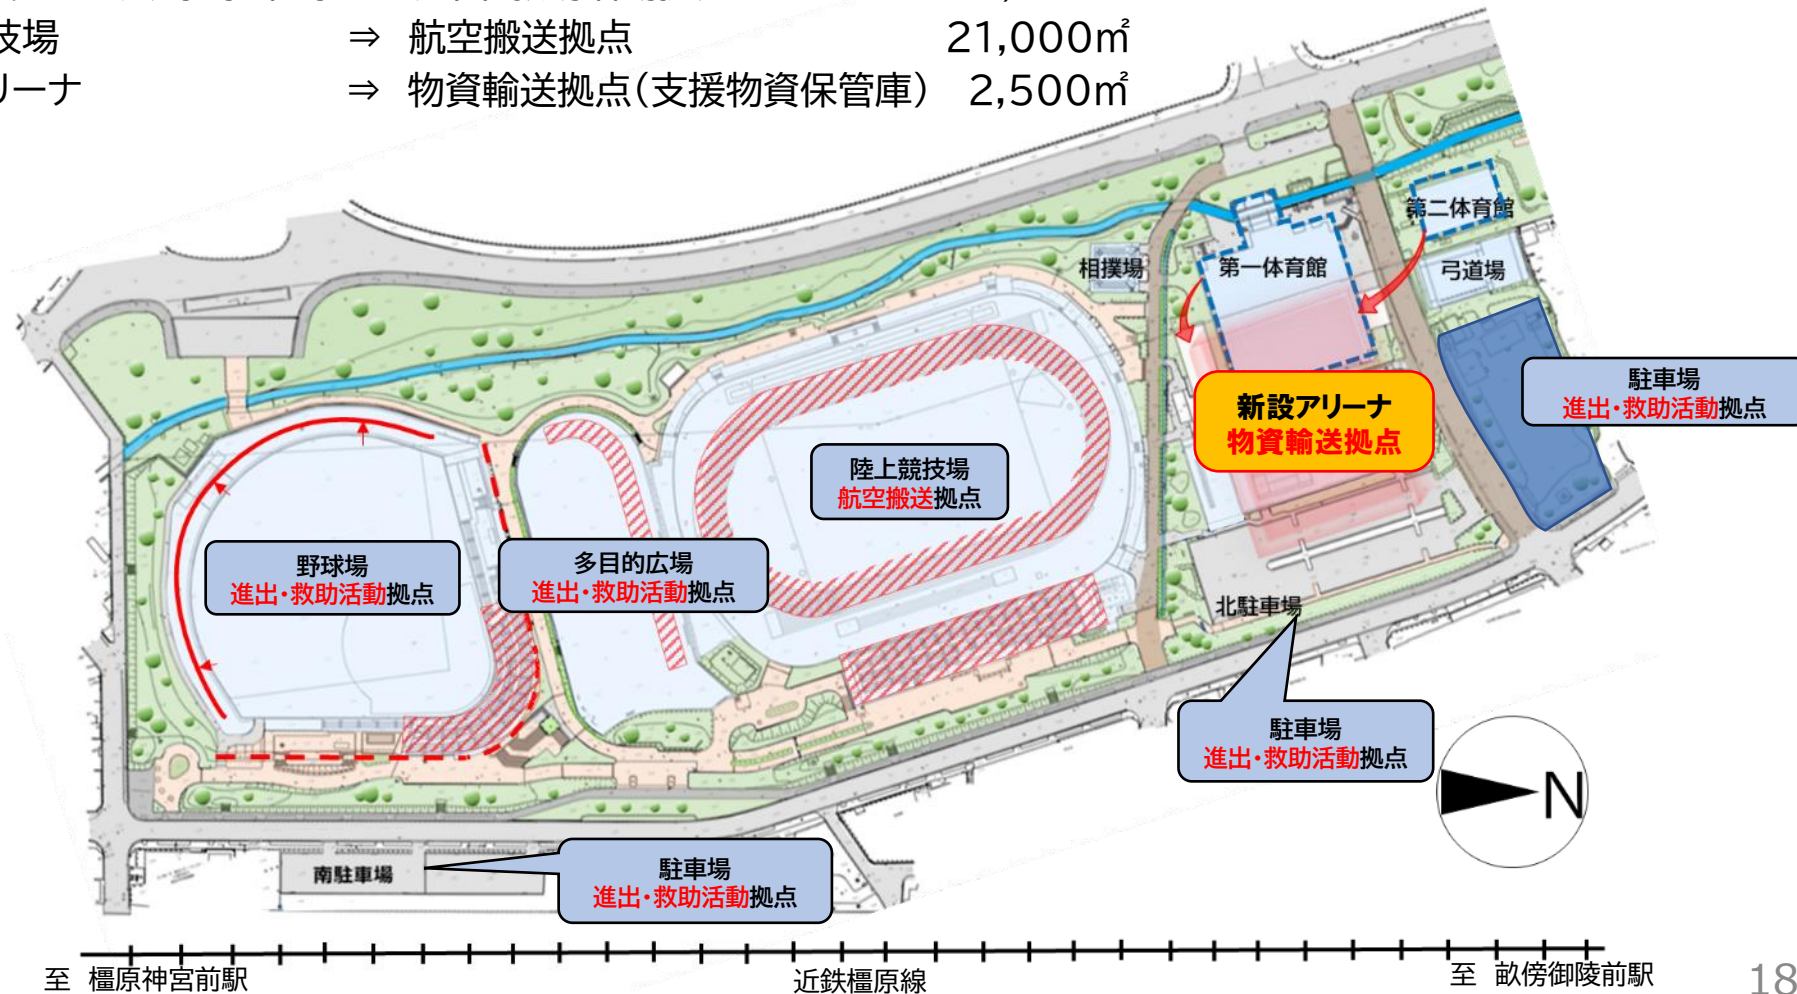 技場 ⇒ 航空搬送拠点 21,000㎡
リーナ ⇒ 物資輸送拠点(支援物資保管庫) 2,500㎡
第二体育館
相撲場
第一体育館
弓道場
駐車場
進出・救助活動拠点
新設アリーナ
物資輸送拠点
陸上競技場
航空搬送拠点
野球場
進出・救助活動拠点
多目的広場
進出・救助活動拠点
北駐車場
駐車場
進出・救助活動拠点
N
南駐車場
駐車場
進出・救助活動拠点
至 橿原神宮前駅
近鉄橿原線
至 畝傍御陵前駅
18